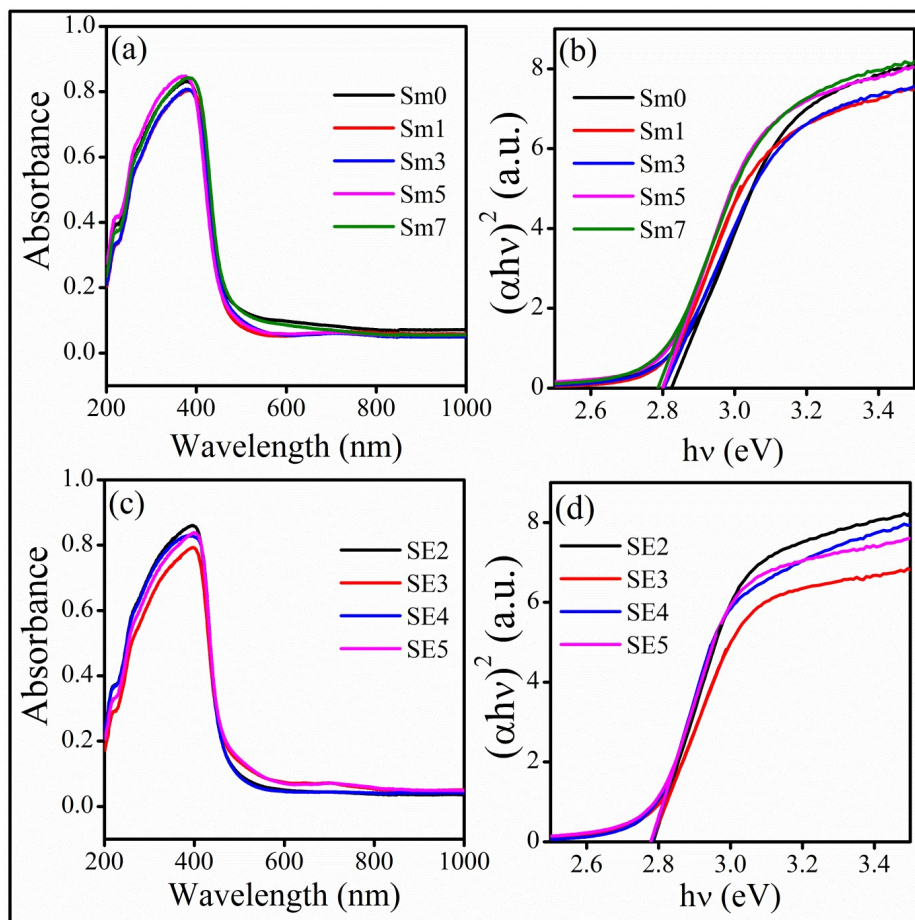 (a)
1.0
0.8
0.6
0.4
0.2
0.0
Absorbance
Sm0
Sm1
Sm3
Sm5
Sm7
200 400 600 800 1000
Wavelength (nm)
(b)
8
6
4
2
0
(αhν)² (a.u.)
Sm0
Sm1
Sm3
Sm5
Sm7
2.6 2.8 3.0 3.2 3.4
hν (eV)
(c)
1.0
0.8
0.6
0.4
0.2
0.0
Absorbance
SE2
SE3
SE4
SE5
200 400 600 800 1000
Wavelength (nm)
(d)
8
6
4
2
0
(αhν)² (a.u.)
SE2
SE3
SE4
SE5
2.6 2.8 3.0 3.2 3.4
hν (eV)